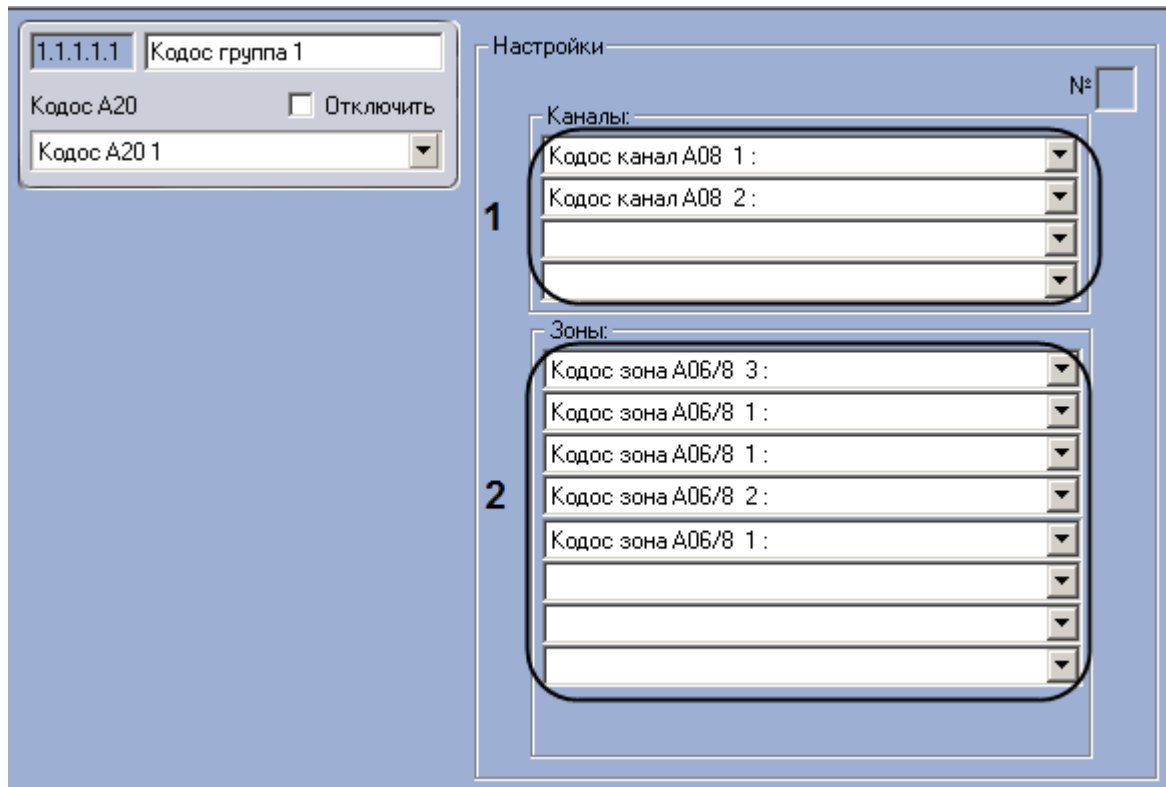 1.1.1.1.1 Кодос группа 1
Кодос А20 Отключить
Кодос А20 1
Настройки
№
Каналы:
Кодос канал А08 1 :
Кодос канал А08 2 :
1
Зоны:
Кодос зона А06/8 3 :
Кодос зона А06/8 1 :
Кодос зона А06/8 1 :
Кодос зона А06/8 2 :
Кодос зона А06/8 1 :
2